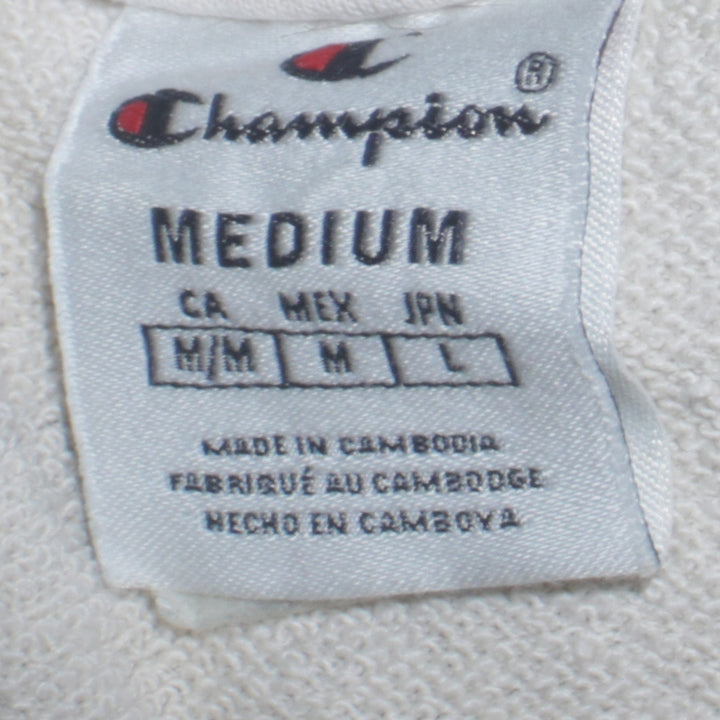 Champion®
MEDIUM
CA MEX JPN
M/M M L
MADE IN CAMBODIA
FABRIQUÉ AU CAMBODGE
HECHO EN CAMBOYA